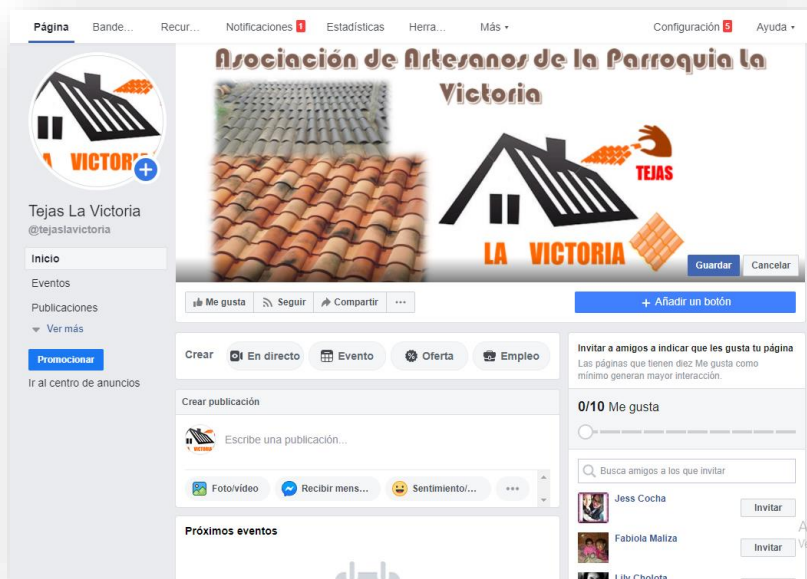 Página Bande... Recur... Notificaciones 1 Estadísticas Herra... Más Configuración 5 Ayuda
Asociación de Artesanos de la Parroquia La
Victoria
TEJAS
LA VICTORIA
Guardar Cancelar
VICTOR
Tejas La Victoria
@tejaslavictoria
Inicio
Eventos
Publicaciones
Ver más
Promocionar
Ir al centro de anuncios
Me gusta Seguir Compartir ...
+ Añadir un botón
Crear En directo Evento Oferta Empleo
Crear publicación
Escribe una publicación...
Foto/vídeo Recibir mens... Sentimiento/... ...
Próximos eventos
Invitar a amigos a indicar que les gusta tu página
Las páginas que tienen diez Me gusta como
mínimo generan mayor interacción.
0/10 Me gusta
Busca amigos a los que invitar
Jess Cocha
Invitar
Fabiola Maliza
Invitar
Lily Cholota